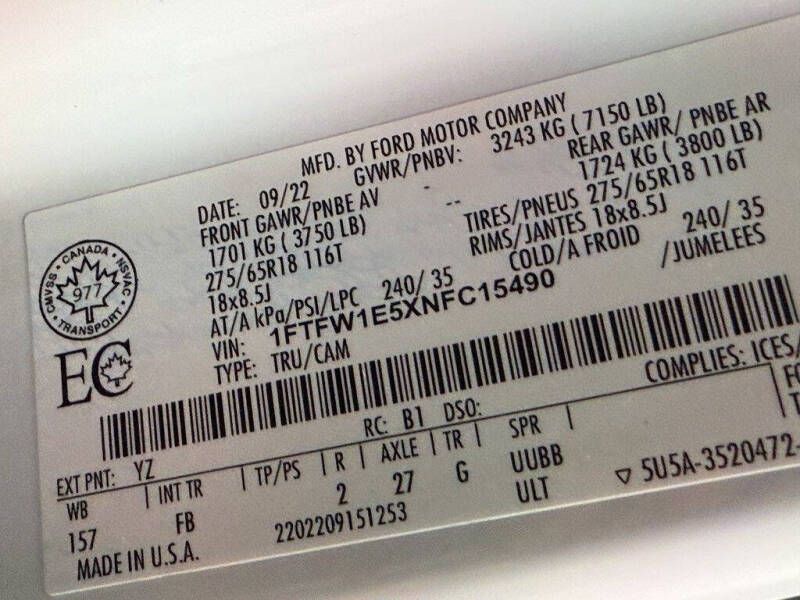 MFD. BY FORD MOTOR COMPANY
DATE: 09/22 GVWR/PNBV: 3243 KG ( 7150 LB)
FRONT GAWR/PNBE AV -- REAR GAWR/ PNBE AR
1701 KG ( 3750 LB) - 1724 KG ( 3800 LB)
275/65R18 116T TIRES/PNEUS 275/65R18 116T
18x8.5J RIMS/JANTES 18x8.5J
AT/A kPa/PSI/LPC 240/ 35 COLD/A FROID 240/ 35
VIN: 1FTFW1E5XNFC15490 /JUMELEES
TYPE: TRU/CAM
CANADA
CMVSS · NSVAC
977
TRANSPORT
EC
COMPLIES: ICES/
RC: B1 DSO:
EXT PNT: YZ
WB INT TR TP/PS R AXLE TR SPR
157 FB 2 27 G UUBB
2202209151253 ULT
MADE IN U.S.A.
▽ 5U5A-3520472-